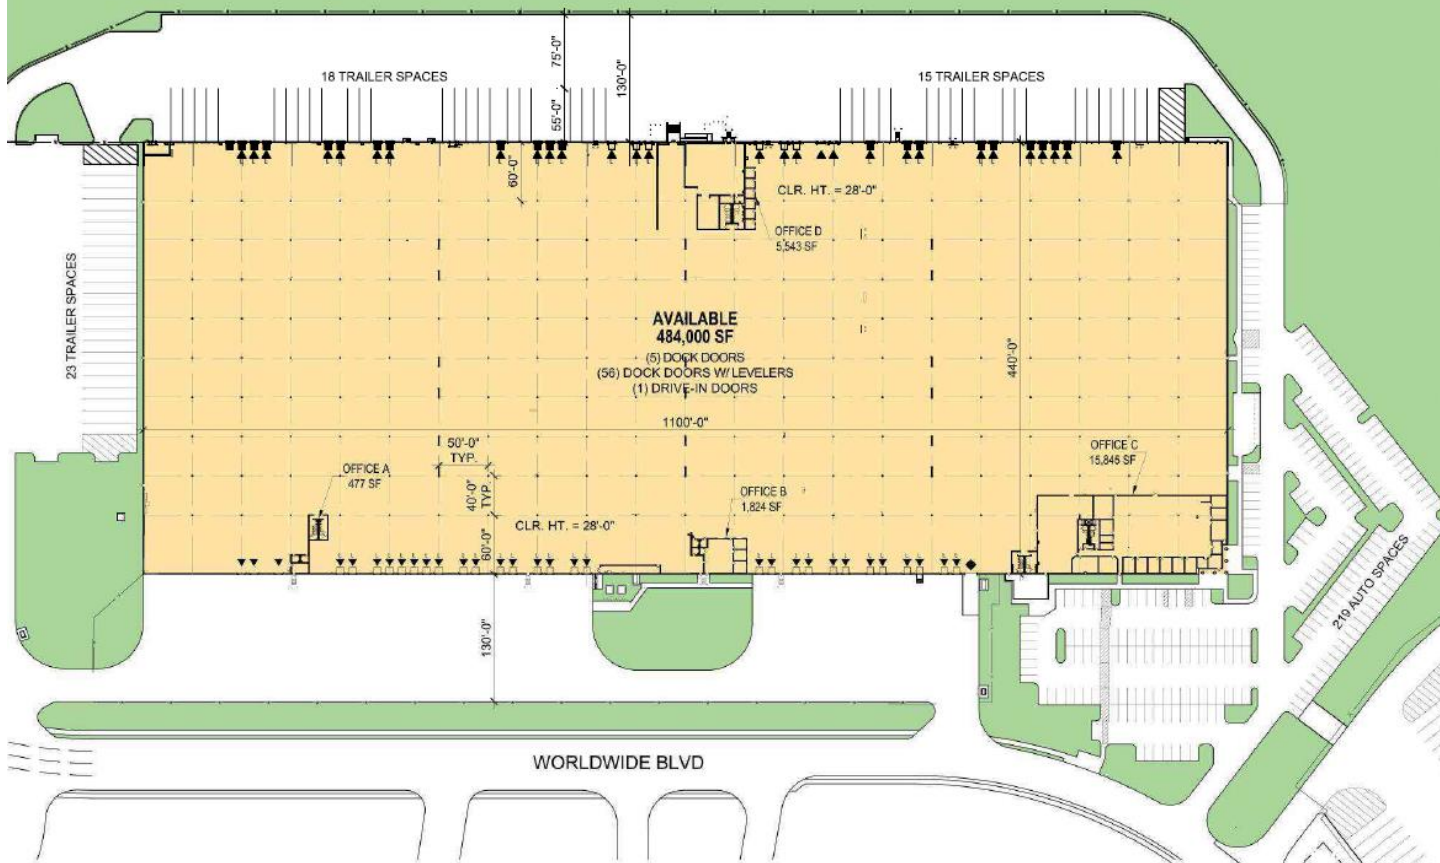 75'-0"
18 TRAILER SPACES
130'-0"
15 TRAILER SPACES
55'-0"
60'-0"
CLR. HT. = 28'-0"
OFFICE D
5,543 SF
23 TRAILER SPACES
AVAILABLE
484,000 SF
(5) DOCK DOORS
(56) DOCK DOORS W/ LEVELERS
(1) DRIVE-IN DOORS
440'-0"
1100'-0"
50'-0"
TYP.
OFFICE C
15,845 SF
OFFICE A
477 SF
40'-0"
TYP.
OFFICE B
1,824 SF
CLR. HT. = 28'-0"
60'-0"
219 AUTO SPACES
130'-0"
WORLDWIDE BLVD